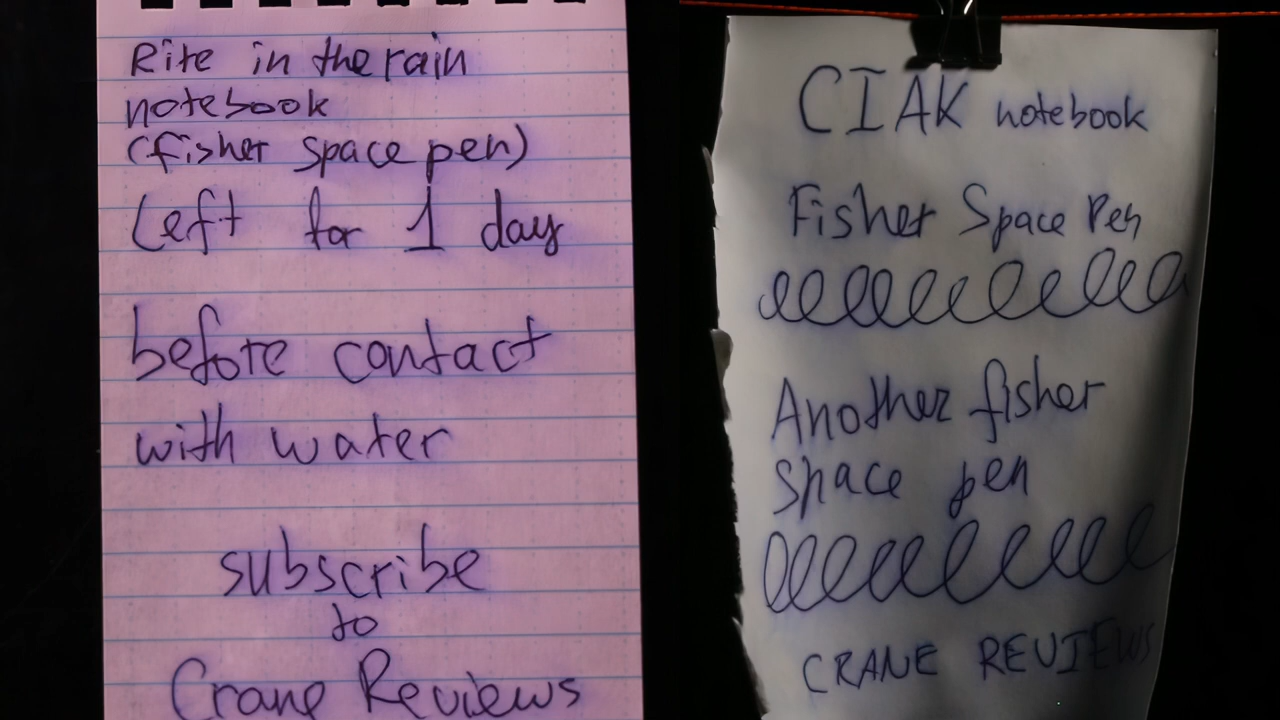 Rite in the rain
notebook
(fisher space pen)
Left for 1 day
before contact
with water
subscribe
to
Crane Reviews
CIAK notebook
Fisher Space Pen
Another fisher
space pen
CRANE REVIEWS